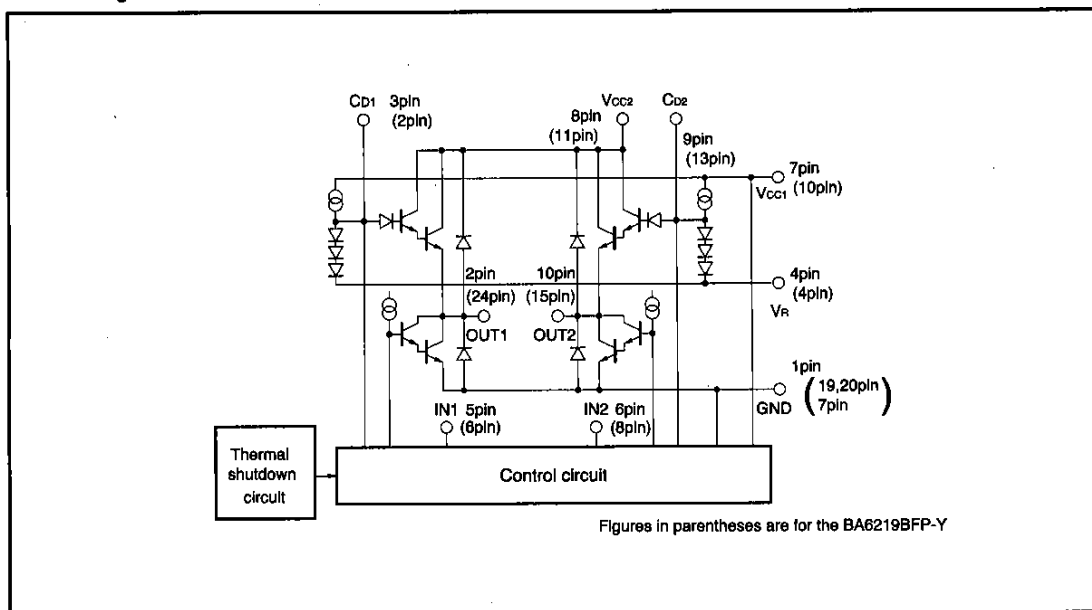 CD1
3pin
(2pin)
VCC2
8pin
(11pin)
CD2
9pin
(13pin)
7pin
(10pin)
VCC1
2pin
(24pin)
OUT1
10pin
(15pin)
OUT2
4pin
(4pin)
VR
1pin
(19,20pin
7pin)
GND
IN1 5pin
(6pin)
IN2 6pin
(8pin)
Thermal
shutdown
circuit
Control circuit
Figures in parentheses are for the BA6219BFP-Y